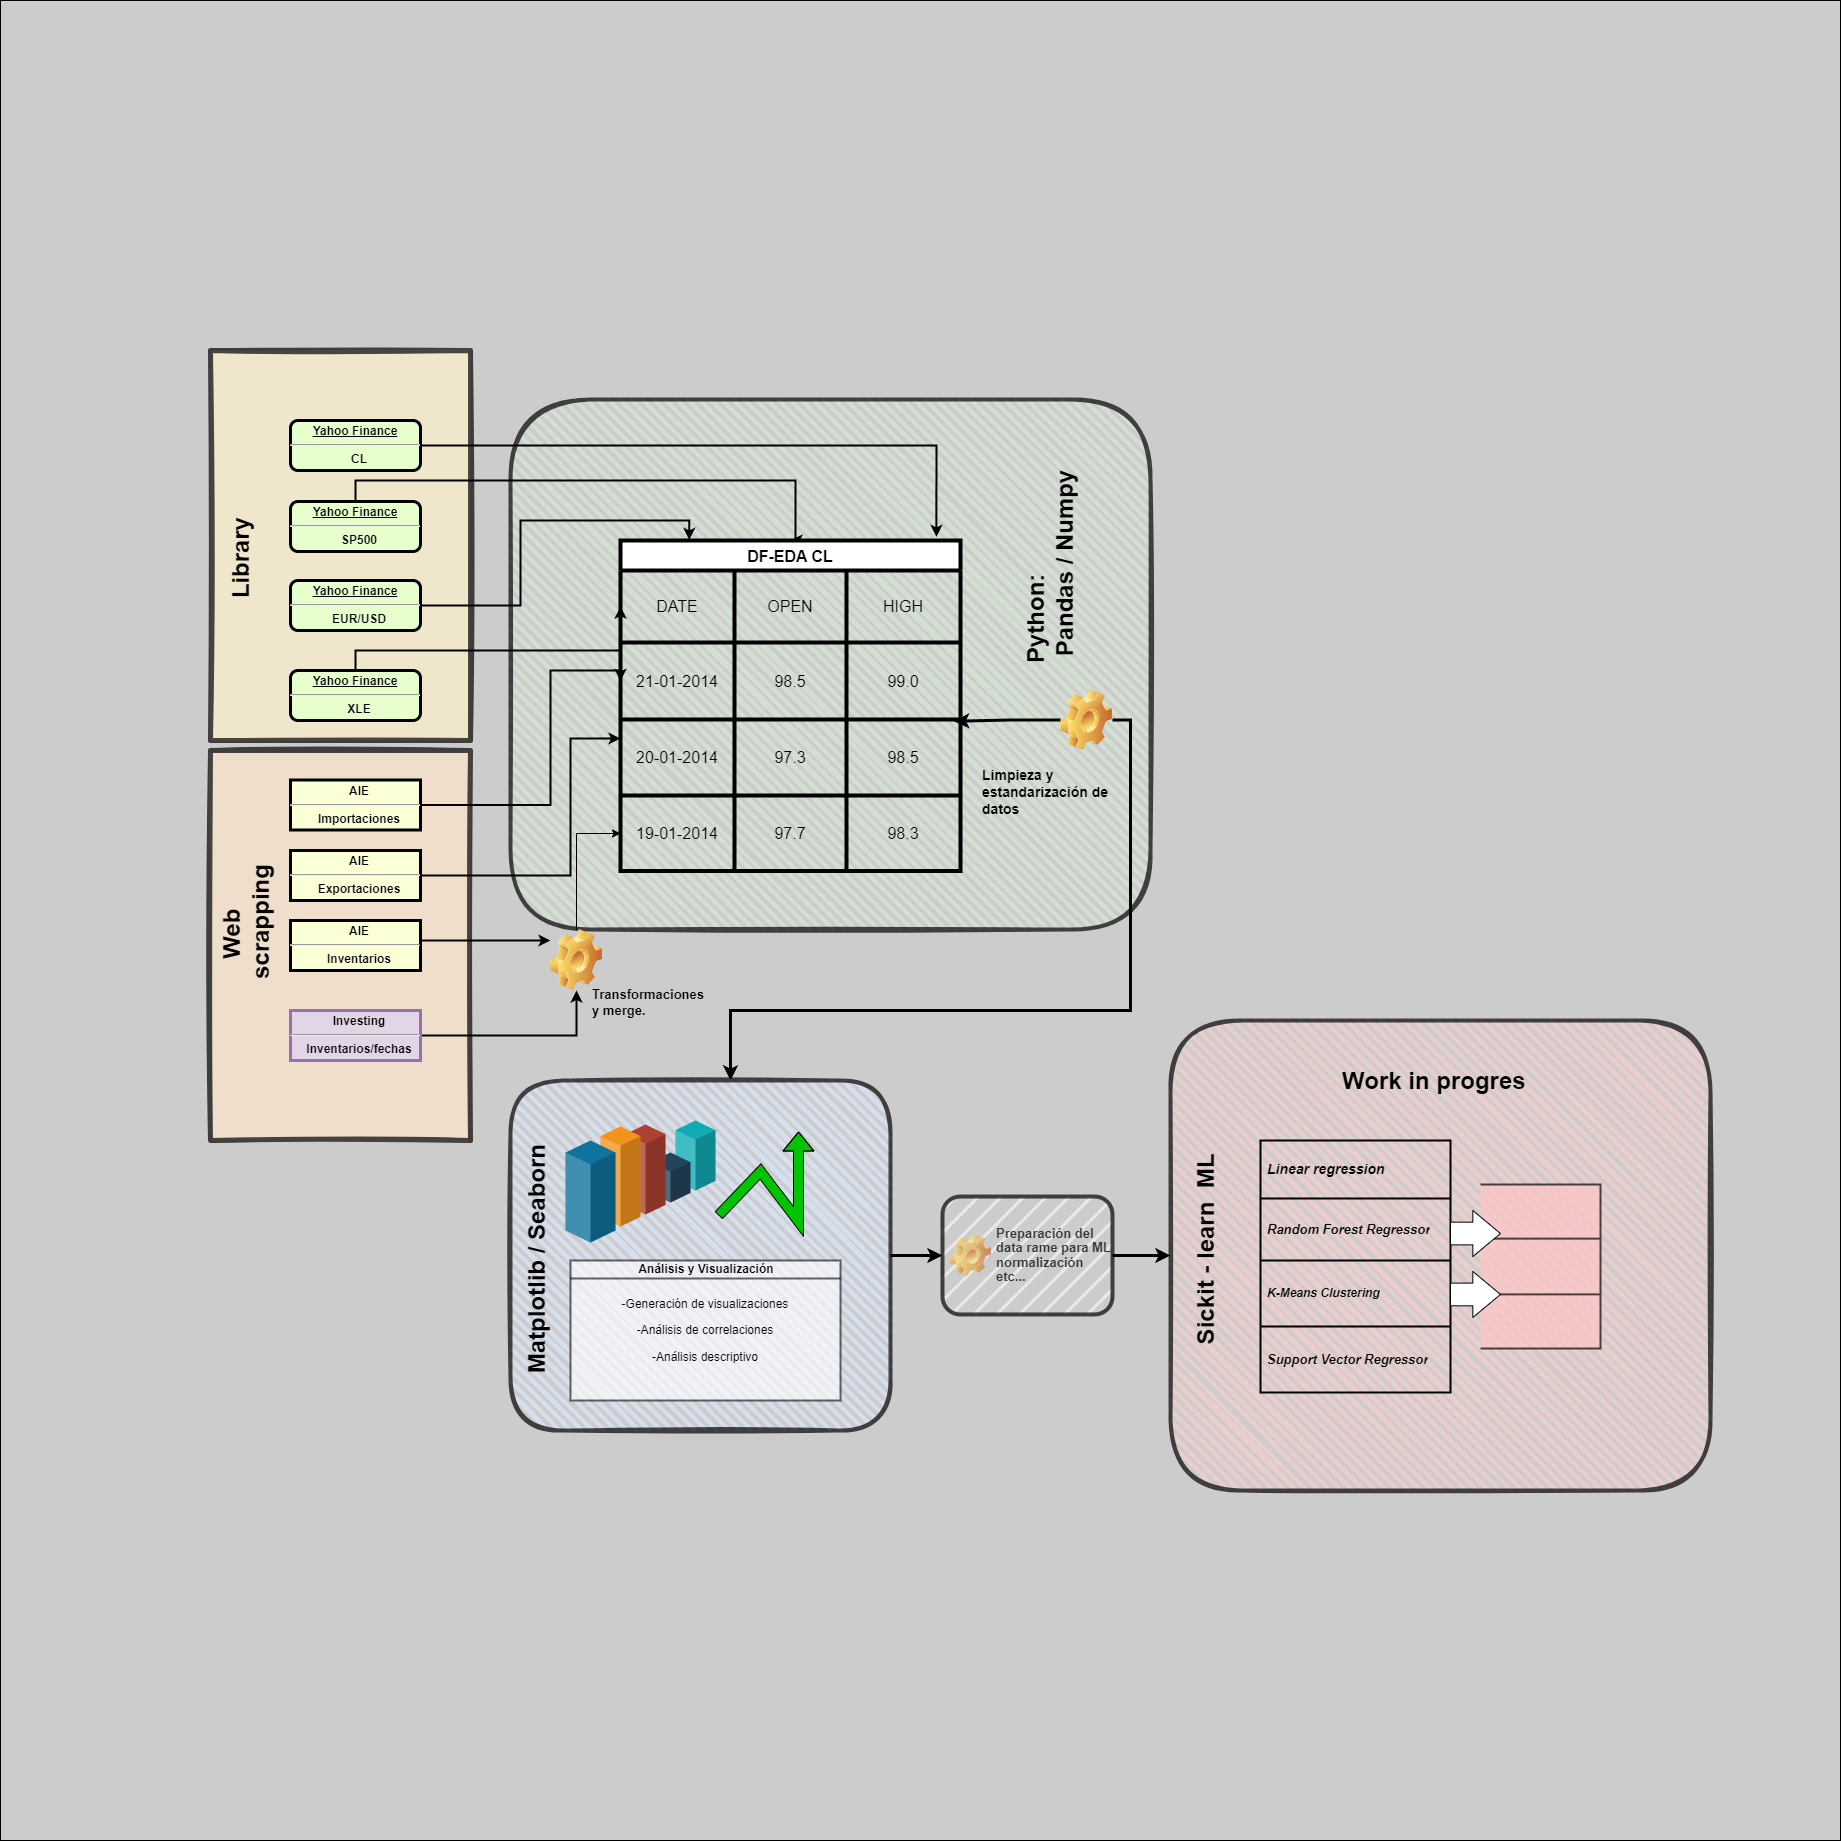 Library
Yahoo Finance
CL
Yahoo Finance
SP500
Yahoo Finance
EUR/USD
Yahoo Finance
XLE
Web
scrapping
AIE
Importaciones
AIE
Exportaciones
AIE
Inventarios
Investing
Inventarios/fechas
Transformaciones
y merge.
DF-EDA CL
DATE OPEN HIGH
21-01-2014 98.5 99.0
20-01-2014 97.3 98.5
19-01-2014 97.7 98.3
Python:
Pandas / Numpy
Limpieza y
estandarización de
datos
Matplotlib / Seaborn
Análisis y Visualización
-Generación de visualizaciones
-Análisis de correlaciones
-Análisis descriptivo
Preparación del
data rame para ML
normalización
etc...
Work in progres
Sickit - learn ML
Linear regression
Random Forest Regressor
K-Means Clustering
Support Vector Regressor